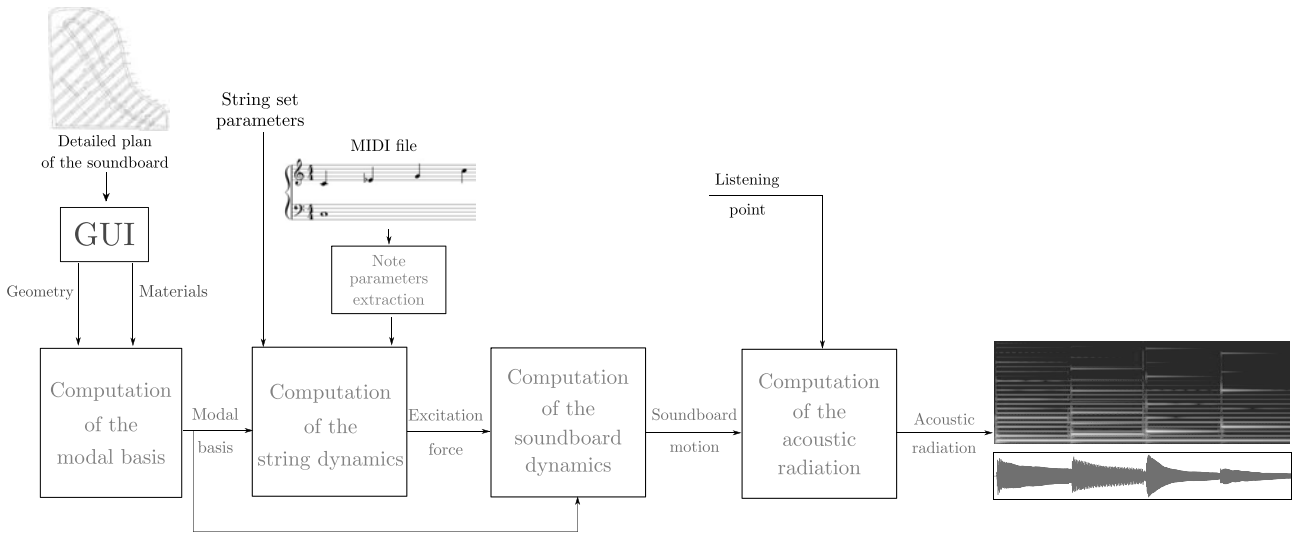 Detailed plan
of the soundboard
String set
parameters
MIDI file
GUI
Geometry
Materials
Note
parameters
extraction
Listening
point
Computation
of the
modal basis
Modal
basis
Computation
of the
string dynamics
Excitation
force
Computation
of the
soundboard
dynamics
Soundboard
motion
Computation
of the
acoustic
radiation
Acoustic
radiation